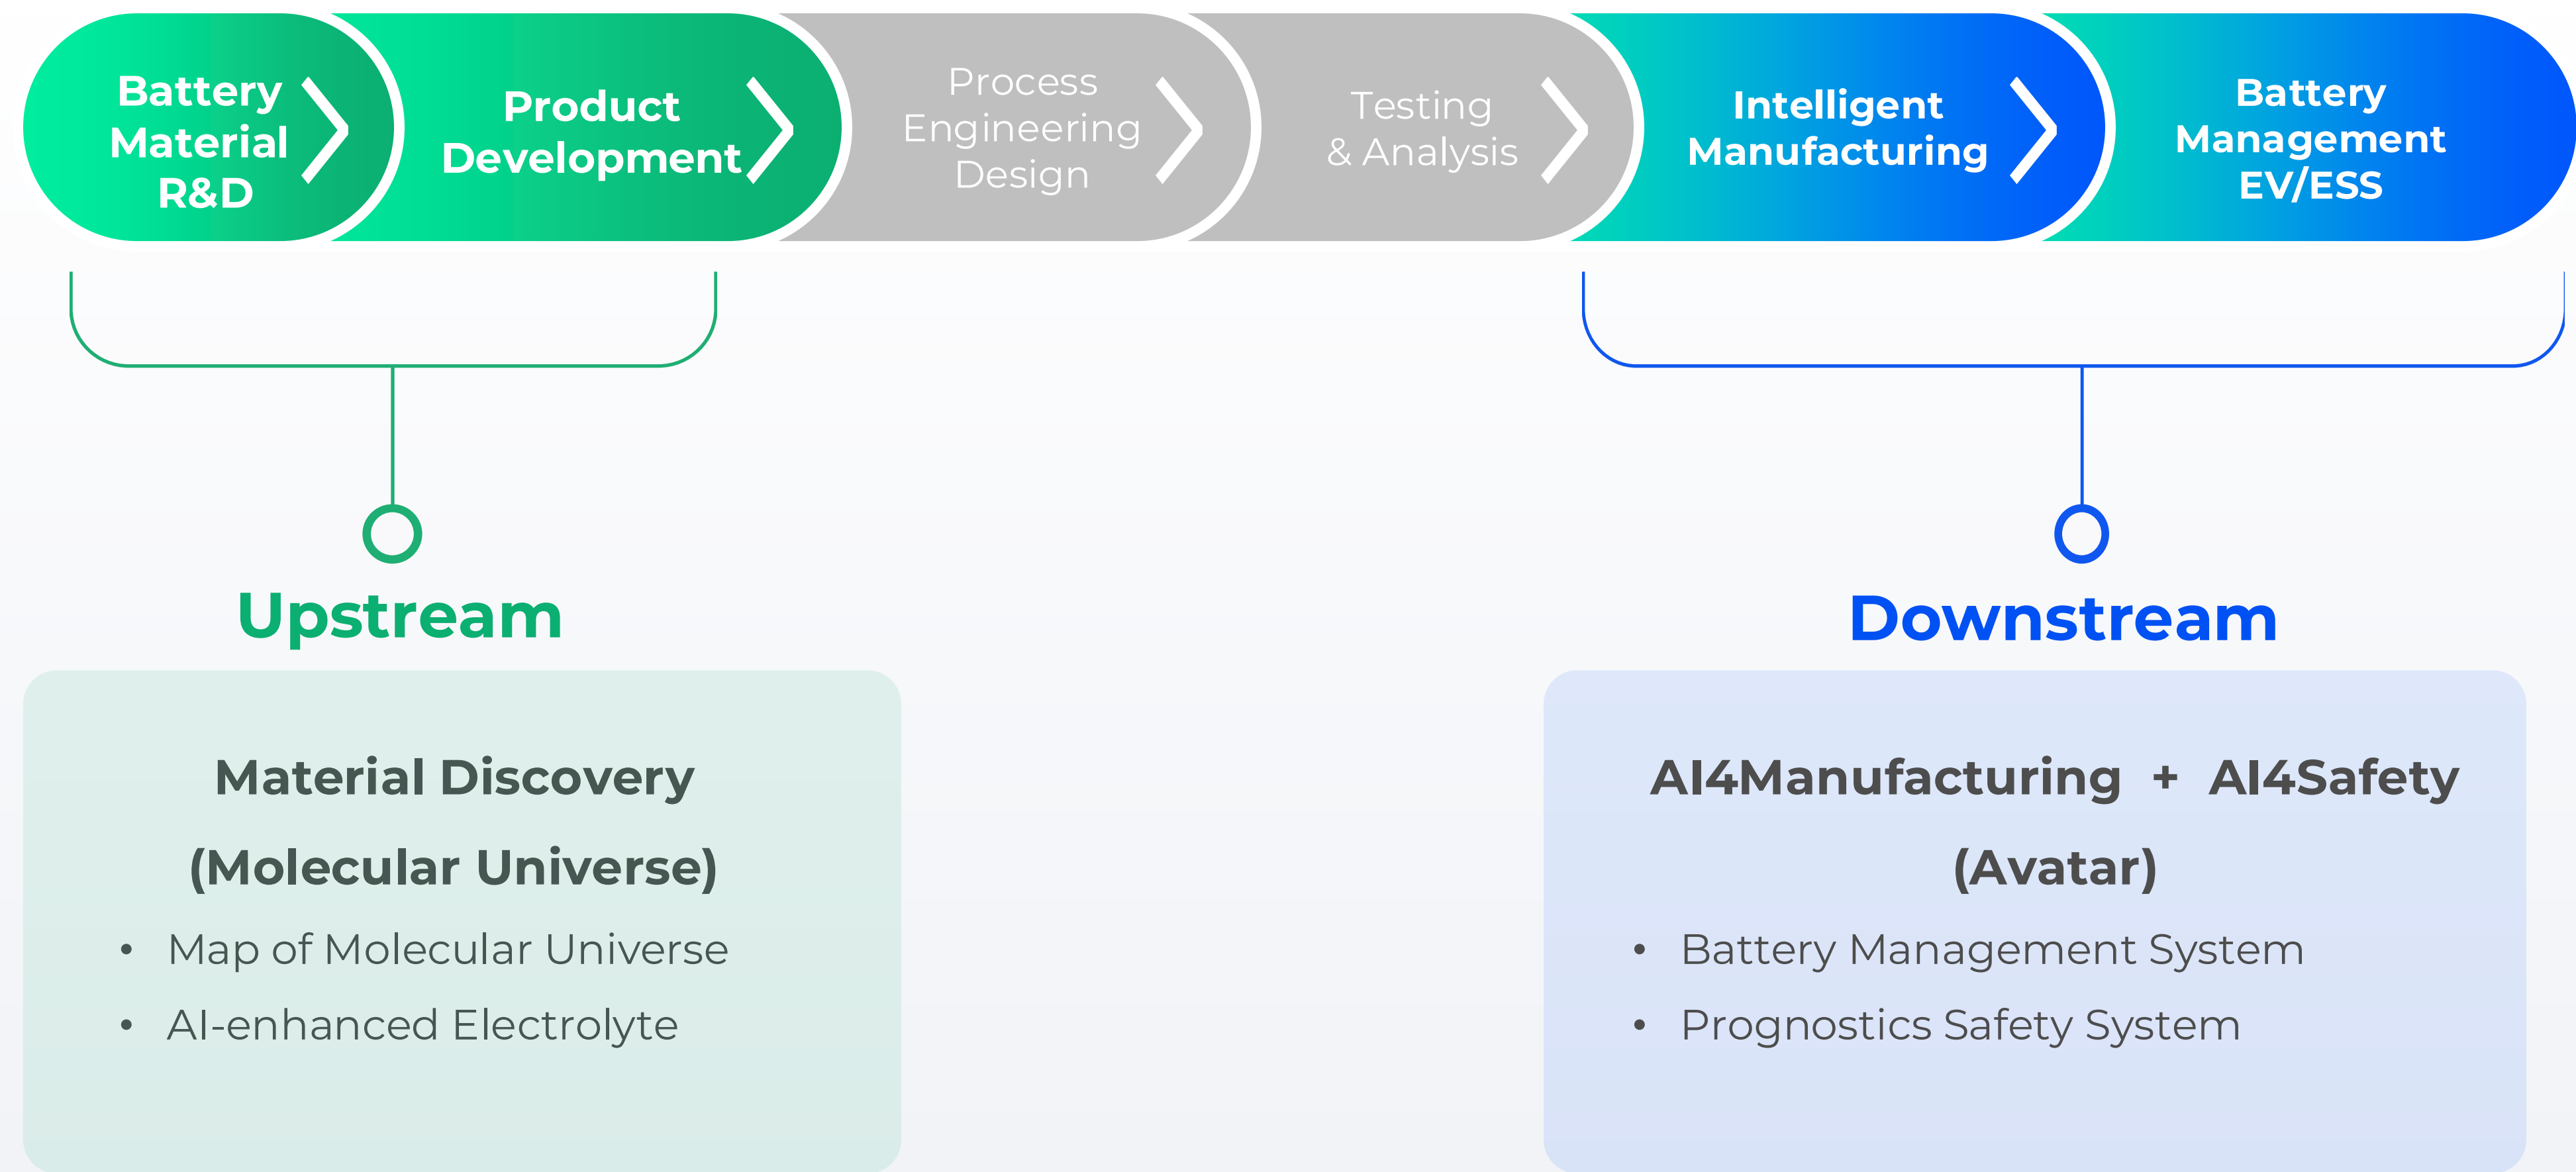 Battery
Material
R&D
Product
Development
Process
Engineering
Design
Testing
& Analysis
Intelligent
Manufacturing
Battery
Management
EV/ESS
Upstream
Material Discovery
(Molecular Universe)
• Map of Molecular Universe
• AI-enhanced Electrolyte
Downstream
AI4Manufacturing + AI4Safety
(Avatar)
• Battery Management System
• Prognostics Safety System